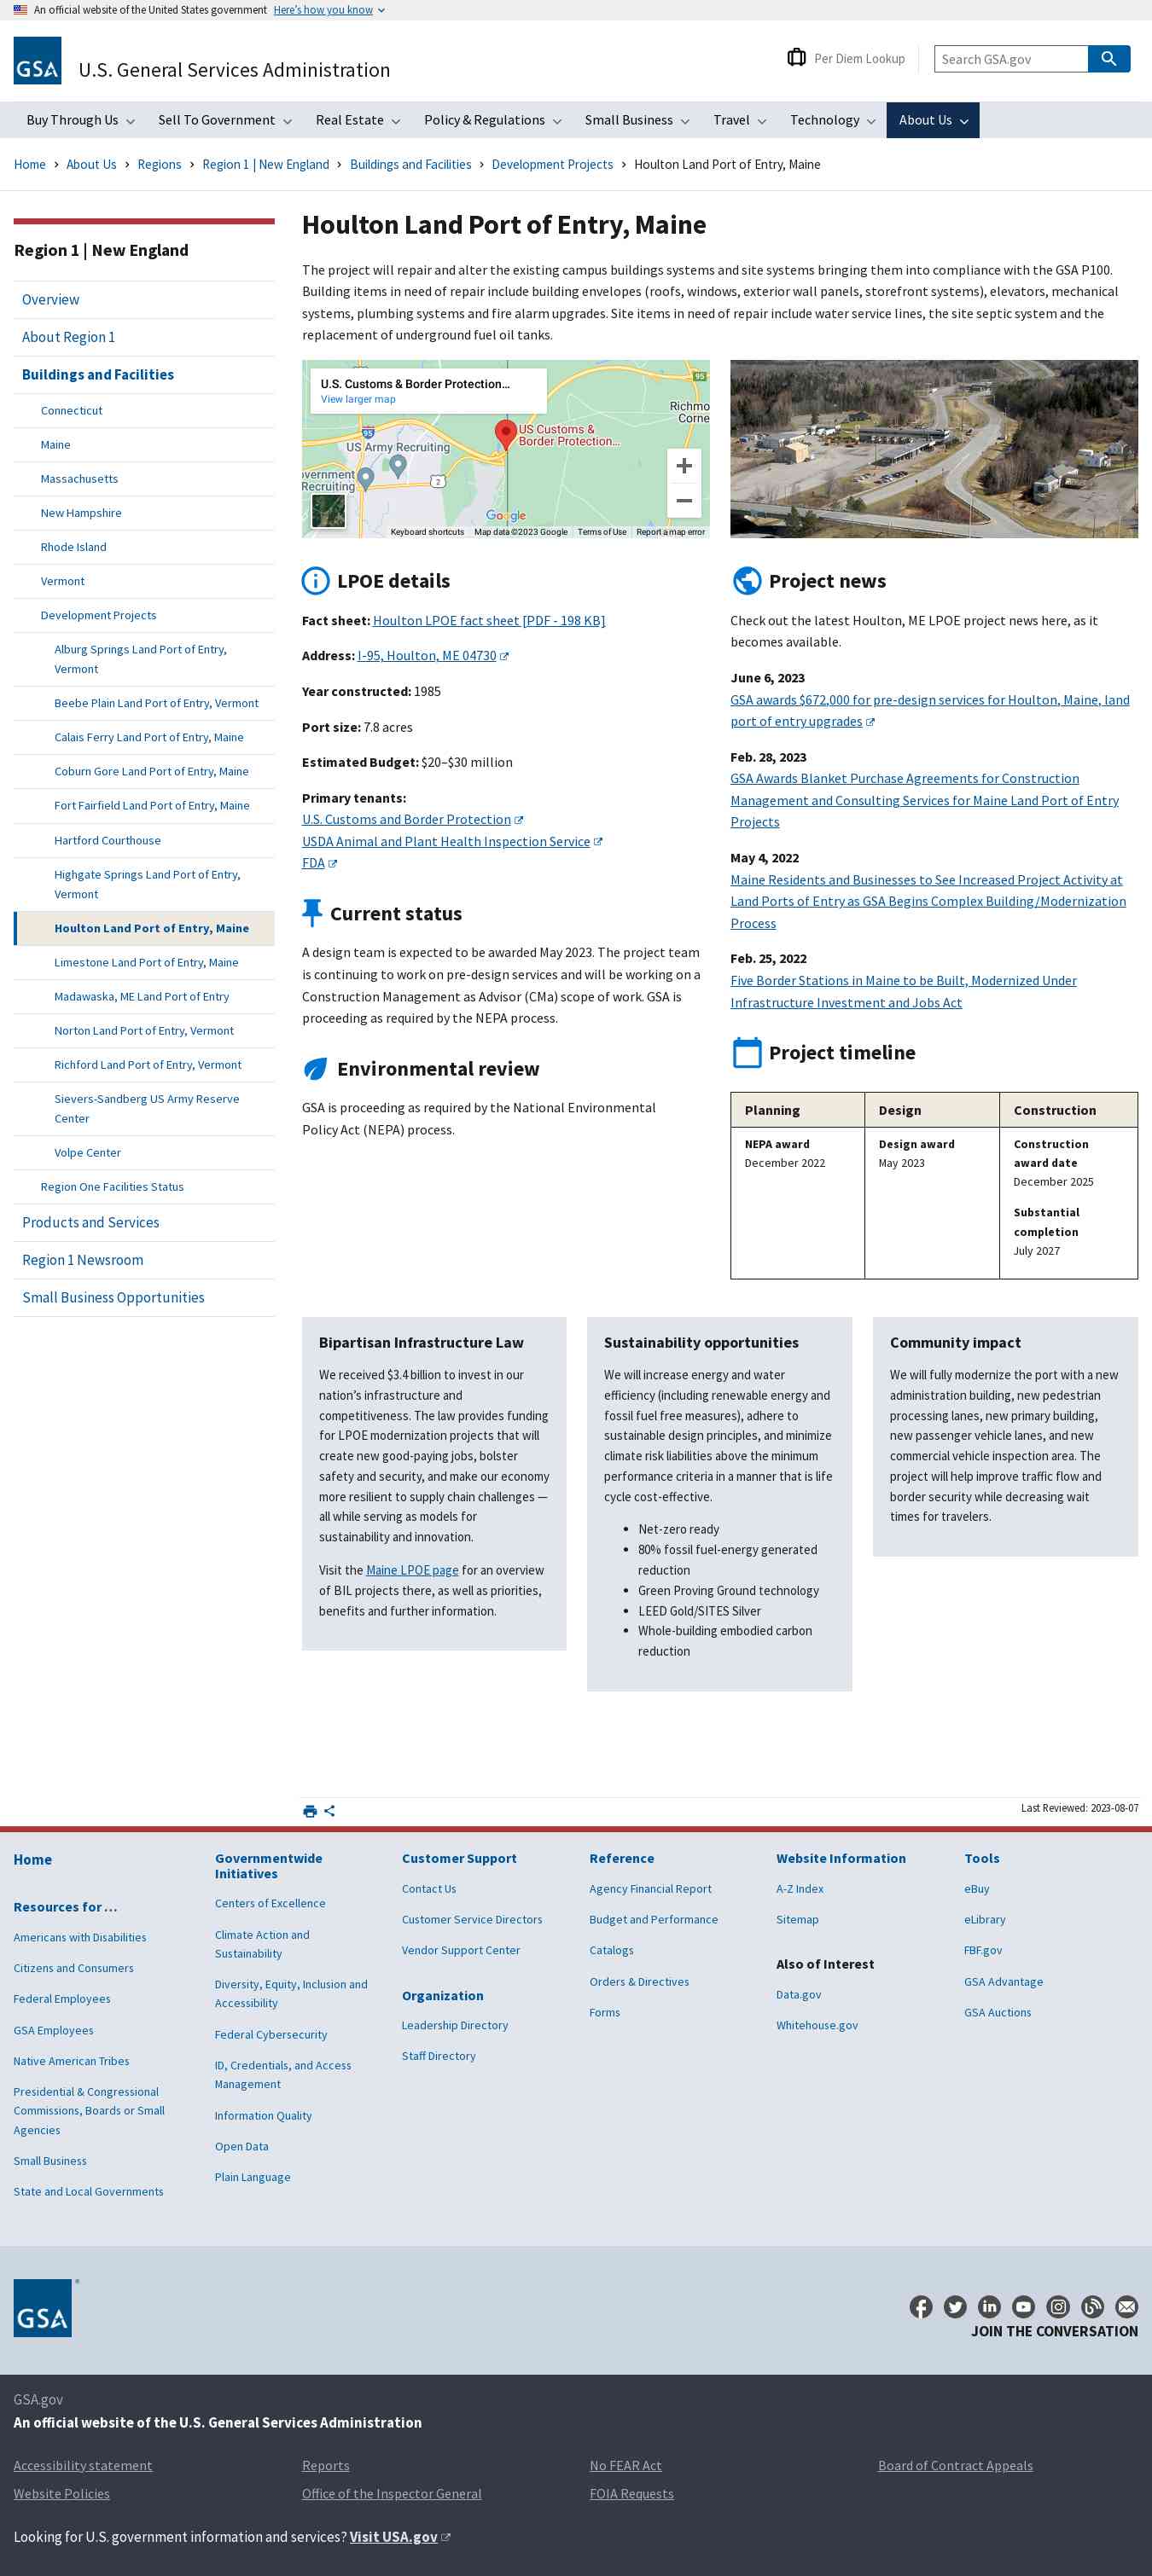 An official website of the United States government Here's how you know
GSA
U.S. General Services Administration
Per Diem Lookup
Search GSA.gov
Buy Through Us
Sell To Government
Real Estate
Policy & Regulations
Small Business
Travel
Technology
About Us
Home > About Us > Regions > Region 1 | New England > Buildings and Facilities > Development Projects > Houlton Land Port of Entry, Maine
Region 1 | New England
Overview
About Region 1
Buildings and Facilities
Connecticut
Maine
Massachusetts
New Hampshire
Rhode Island
Vermont
Development Projects
Alburg Springs Land Port of Entry,
Vermont
Beebe Plain Land Port of Entry, Vermont
Calais Ferry Land Port of Entry, Maine
Coburn Gore Land Port of Entry, Maine
Fort Fairfield Land Port of Entry, Maine
Hartford Courthouse
Highgate Springs Land Port of Entry,
Vermont
Houlton Land Port of Entry, Maine
Limestone Land Port of Entry, Maine
Madawaska, ME Land Port of Entry
Norton Land Port of Entry, Vermont
Richford Land Port of Entry, Vermont
Sievers-Sandberg US Army Reserve
Center
Volpe Center
Region One Facilities Status
Products and Services
Region 1 Newsroom
Small Business Opportunities
Houlton Land Port of Entry, Maine
The project will repair and alter the existing campus buildings systems and site systems bringing them into compliance with the GSA P100.
Building items in need of repair include building envelopes (roofs, windows, exterior wall panels, storefront systems), elevators, mechanical
systems, plumbing systems and fire alarm upgrades. Site items in need of repair include water service lines, the site septic system and the
replacement of underground fuel oil tanks.
U.S. Customs & Border Protection...
View larger map
95
Richmo
Corne
US Customs &
Border Protection...
95
US Army Recruiting
ernment Recruiting
2
Google
Keyboard shortcuts
Map data ©2023 Google
Terms of Use
Report a map error
LPOE details
Fact sheet: Houlton LPOE fact sheet [PDF - 198 KB]
Address: I-95, Houlton, ME 04730
Year constructed: 1985
Port size: 7.8 acres
Estimated Budget: $20–$30 million
Primary tenants:
U.S. Customs and Border Protection
USDA Animal and Plant Health Inspection Service
FDA
Current status
A design team is expected to be awarded May 2023. The project team
is continuing to work on pre-design services and will be working on a
Construction Management as Advisor (CMa) scope of work. GSA is
proceeding as required by the NEPA process.
Environmental review
GSA is proceeding as required by the National Environmental
Policy Act (NEPA) process.
Project news
Check out the latest Houlton, ME LPOE project news here, as it
becomes available.
June 6, 2023
GSA awards $672,000 for pre-design services for Houlton, Maine, land
port of entry upgrades
Feb. 28, 2023
GSA Awards Blanket Purchase Agreements for Construction
Management and Consulting Services for Maine Land Port of Entry
Projects
May 4, 2022
Maine Residents and Businesses to See Increased Project Activity at
Land Ports of Entry as GSA Begins Complex Building/Modernization
Process
Feb. 25, 2022
Five Border Stations in Maine to be Built, Modernized Under
Infrastructure Investment and Jobs Act
Project timeline
Planning
NEPA award
December 2022
Design
Design award
May 2023
Construction
Construction
award date
December 2025
Substantial
completion
July 2027
Bipartisan Infrastructure Law
We received $3.4 billion to invest in our
nation's infrastructure and
competitiveness. The law provides funding
for LPOE modernization projects that will
create new good-paying jobs, bolster
safety and security, and make our economy
more resilient to supply chain challenges —
all while serving as models for
sustainability and innovation.
Visit the Maine LPOE page for an overview
of BIL projects there, as well as priorities,
benefits and further information.
Sustainability opportunities
We will increase energy and water
efficiency (including renewable energy and
fossil fuel free measures), adhere to
sustainable design principles, and minimize
climate risk liabilities above the minimum
performance criteria in a manner that is life
cycle cost-effective.
• Net-zero ready
• 80% fossil fuel-energy generated
reduction
• Green Proving Ground technology
• LEED Gold/SITES Silver
• Whole-building embodied carbon
reduction
Community impact
We will fully modernize the port with a new
administration building, new pedestrian
processing lanes, new primary building,
new passenger vehicle lanes, and new
commercial vehicle inspection area. The
project will help improve traffic flow and
border security while decreasing wait
times for travelers.
Last Reviewed: 2023-08-07
Home
Resources for …
Americans with Disabilities
Citizens and Consumers
Federal Employees
GSA Employees
Native American Tribes
Presidential & Congressional
Commissions, Boards or Small
Agencies
Small Business
State and Local Governments
Governmentwide
Initiatives
Centers of Excellence
Climate Action and
Sustainability
Diversity, Equity, Inclusion and
Accessibility
Federal Cybersecurity
ID, Credentials, and Access
Management
Information Quality
Open Data
Plain Language
Customer Support
Contact Us
Customer Service Directors
Vendor Support Center
Organization
Leadership Directory
Staff Directory
Reference
Agency Financial Report
Budget and Performance
Catalogs
Orders & Directives
Forms
Website Information
A-Z Index
Sitemap
Also of Interest
Data.gov
Whitehouse.gov
Tools
eBuy
eLibrary
FBF.gov
GSA Advantage
GSA Auctions
GSA
JOIN THE CONVERSATION
GSA.gov
An official website of the U.S. General Services Administration
Accessibility statement
Reports
No FEAR Act
Board of Contract Appeals
Website Policies
Office of the Inspector General
FOIA Requests
Looking for U.S. government information and services? Visit USA.gov